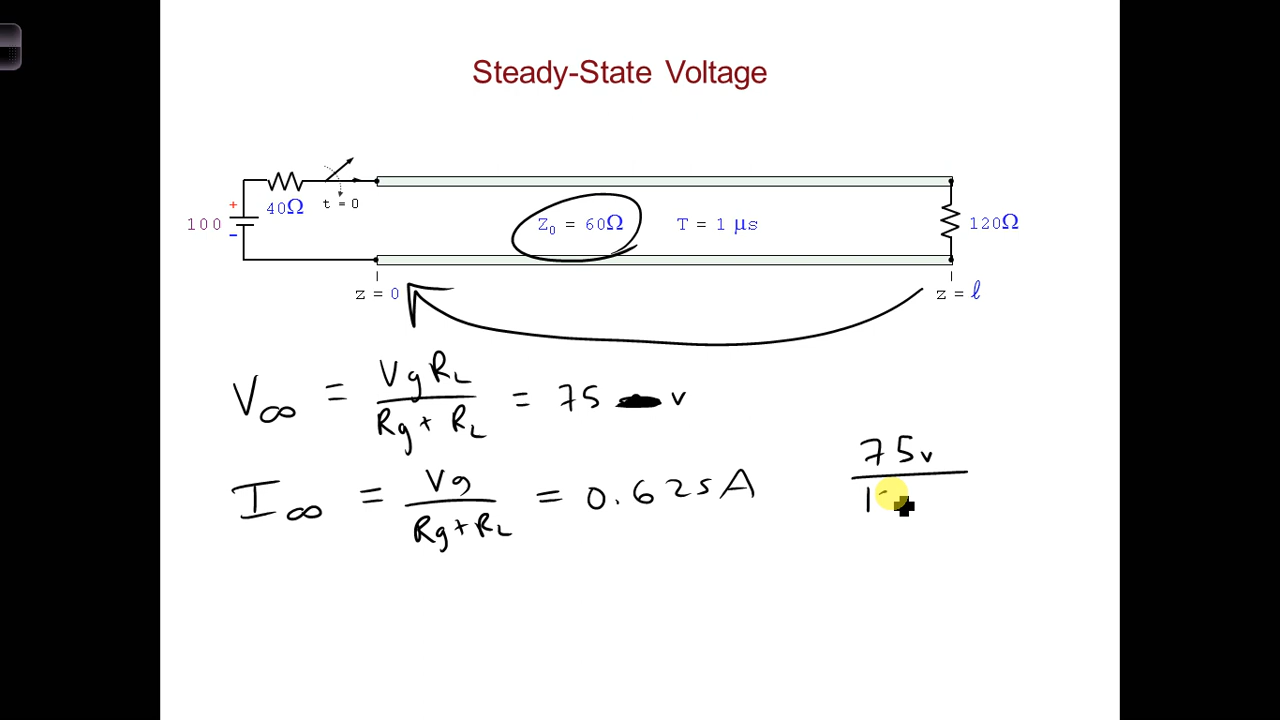 Steady-State Voltage
100
+
-
40Ω
t = 0
Z₀ = 60Ω
T = 1 μs
120Ω
z = 0
z = ℓ
V∞ = VgRL / Rg + RL = 75 v
I∞ = Vg / Rg + RL = 0.625A
75v